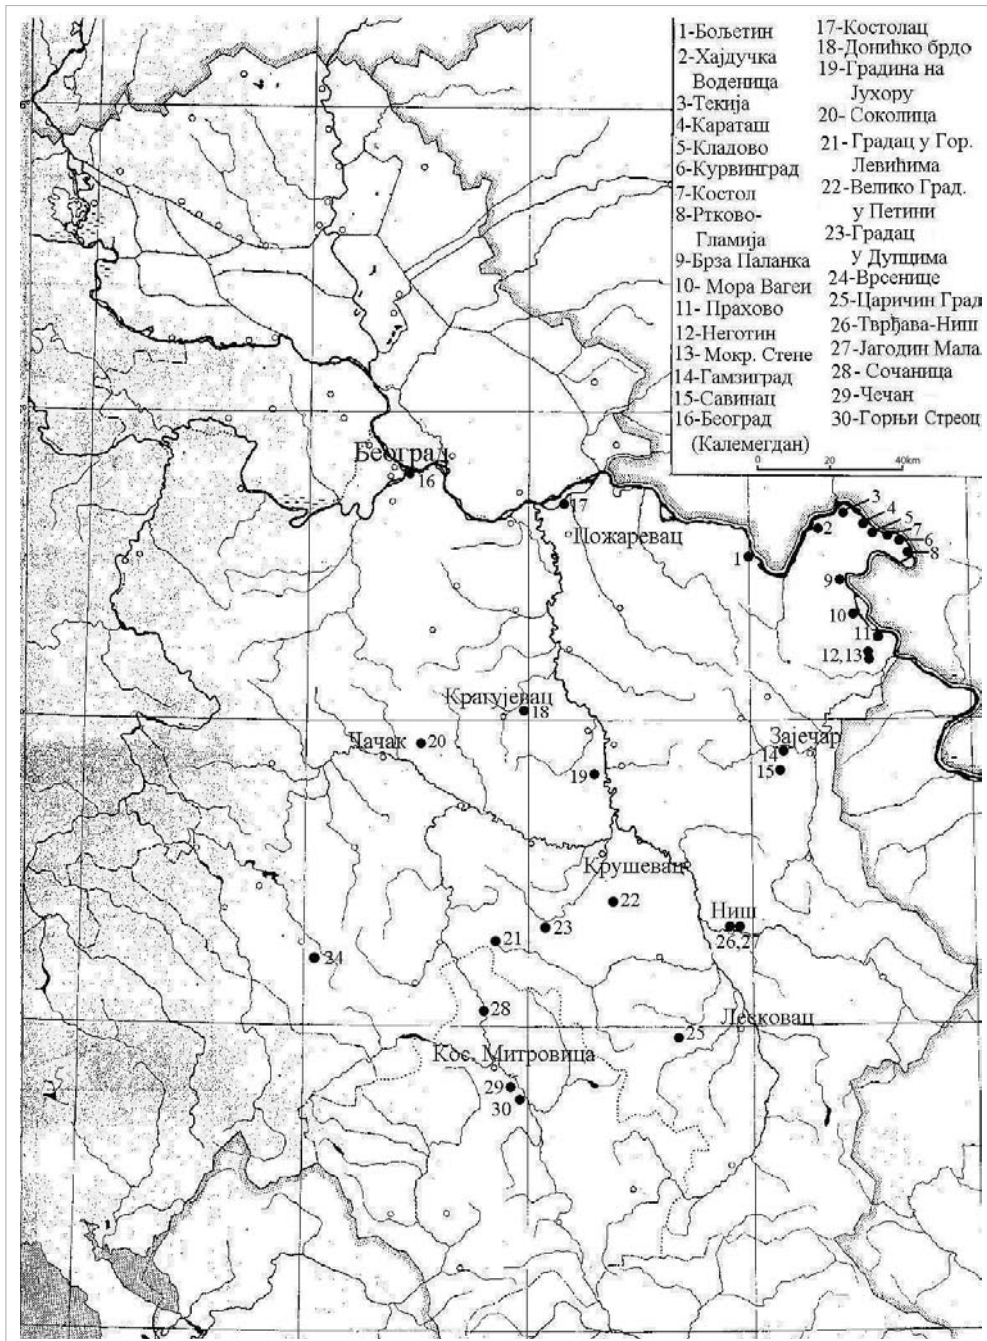 1-Бољетин
2-Хајдучка
Воденица
3-Текија
4-Караташ
5-Кладово
6-Курвинград
7-Костол
8-Ртково-
Гламија
9-Брза Паланка
10- Мора Вагеи
11- Прахово
12-Неготин
13- Мокр. Стене
14-Гамзиград
15-Савинац
16-Београд
(Калемегдан)
17-Костолац
18-Донићко брдо
19-Градина на
Јухору
20- Соколица
21- Градац у Гор.
Левићима
22-Велико Град.
у Петини
23-Градац
у Дупцима
24-Врсенице
25-Царичин Град
26-Тврђава-Ниш
27-Јагодин Мала
28 - Сочаница
29-Чечан
30-Горњи Стреоц
0 20 40km
Београд
16
17
Пожаревац
1
2
3
4
5
7
6
8
9
10
11
12,13
Крагујевац
18
Чачак
20
19
Зајечар
14
15
Крушевац
22
23
21
24
Ниш
26,2
28
25
Лесковац
Кос. Митровица
29
30